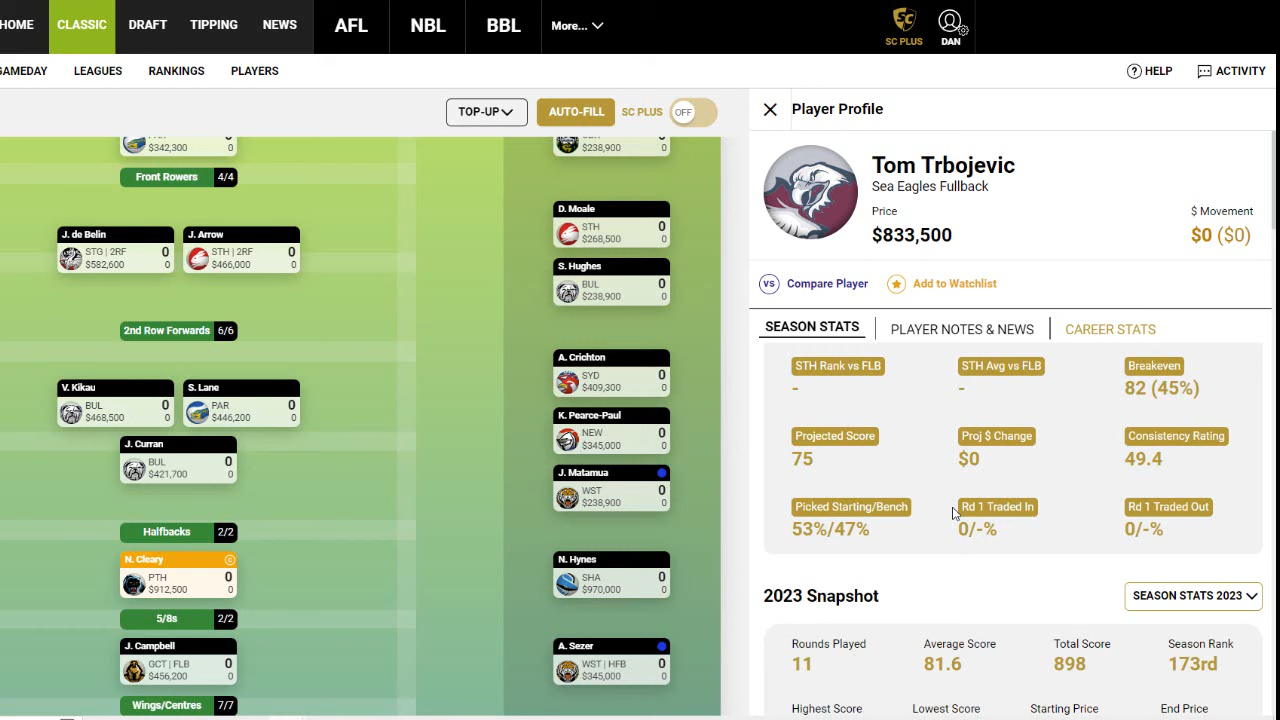 HOME
CLASSIC
DRAFT
TIPPING
NEWS
AFL
NBL
BBL
More...
SC
SC PLUS
DAN
GAMEDAY
LEAGUES
RANKINGS
PLAYERS
HELP
ACTIVITY
TOP-UP
AUTO-FILL
SC PLUS
OFF
$342,300
0
0
$238,900
0
Front Rowers 4/4
J. de Belin
STG | 2RF
0
$582,600
0
J. Arrow
STH | 2RF
0
$466,000
0
D. Moale
STH
0
$268,500
0
S. Hughes
BUL
0
$238,900
0
2nd Row Forwards 6/6
V. Kikau
BUL
0
$468,500
0
S. Lane
PAR
0
$446,200
0
A. Crichton
SYD
0
$409,300
0
K. Pearce-Paul
NEW
0
$345,000
0
J. Curran
BUL
0
$421,700
0
J. Matamua
WST
0
$238,900
0
Halfbacks 2/2
N. Cleary
C
PTH
0
$912,500
0
N. Hynes
SHA
0
$970,000
0
5/8s 2/2
J. Campbell
GCT | FLB
0
$456,200
0
A. Sezer
WST | HFB
0
$345,000
0
Wings/Centres 7/7
Player Profile
Tom Trbojevic
Sea Eagles Fullback
Price
$833,500
$ Movement
$0 ($0)
VS
Compare Player
Add to Watchlist
SEASON STATS
PLAYER NOTES & NEWS
CAREER STATS
STH Rank vs FLB
-
STH Avg vs FLB
-
Breakeven
82 (45%)
Projected Score
75
Proj $ Change
$0
Consistency Rating
49.4
Picked Starting/Bench
53%/47%
Rd 1 Traded In
0/-%
Rd 1 Traded Out
0/-%
2023 Snapshot
SEASON STATS 2023
Rounds Played
11
Average Score
81.6
Total Score
898
Season Rank
173rd
Highest Score
Lowest Score
Starting Price
End Price